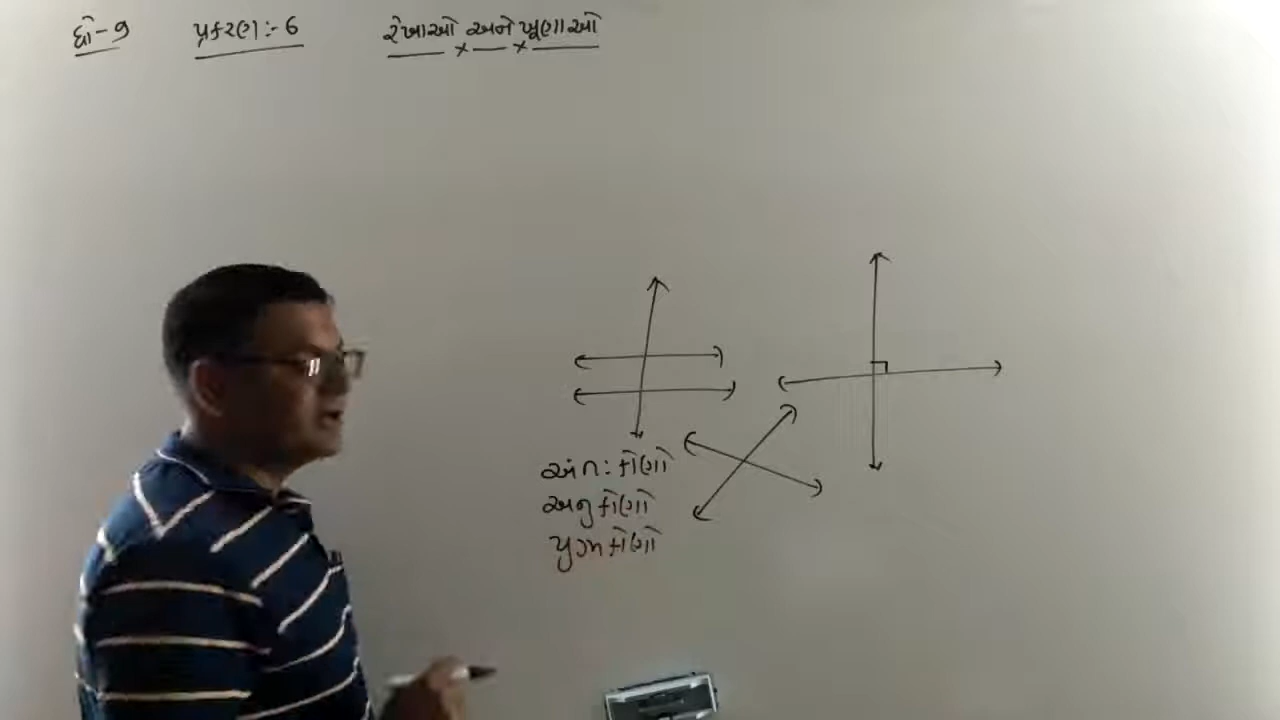 ધો-9 પ્રકરણ:- 6 રેખાઓ અને ખૂણાઓ
અંત: કોણો
અનુકોણો
યુગ્મકોણો